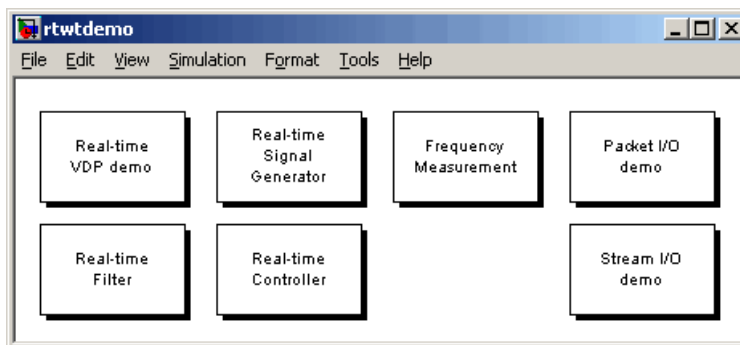 rtwtdemo
File Edit View Simulation Format Tools Help
Real-time
VDP demo
Real-time
Signal
Generator
Frequency
Measurement
Packet I/O
demo
Real-time
Filter
Real-time
Controller
Stream I/O
demo